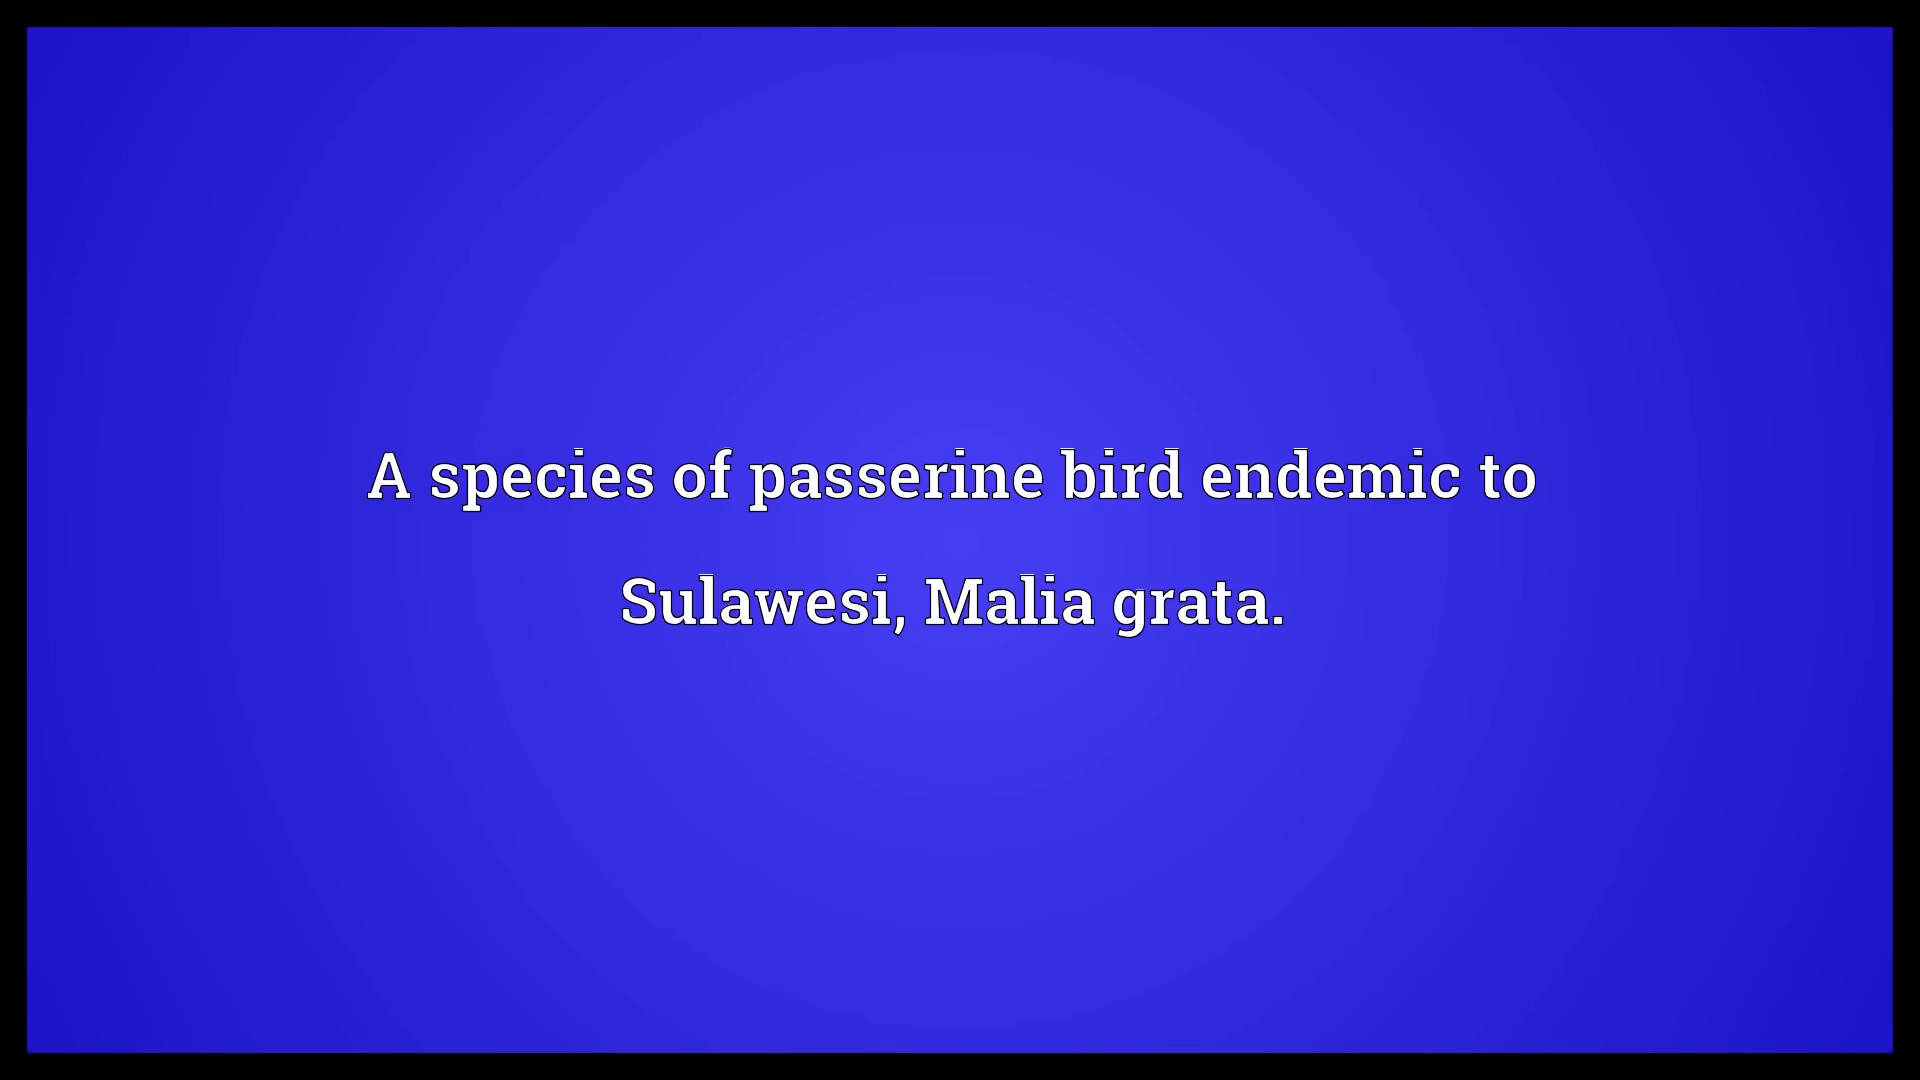 A species of passerine bird endemic to
Sulawesi, Malia grata.